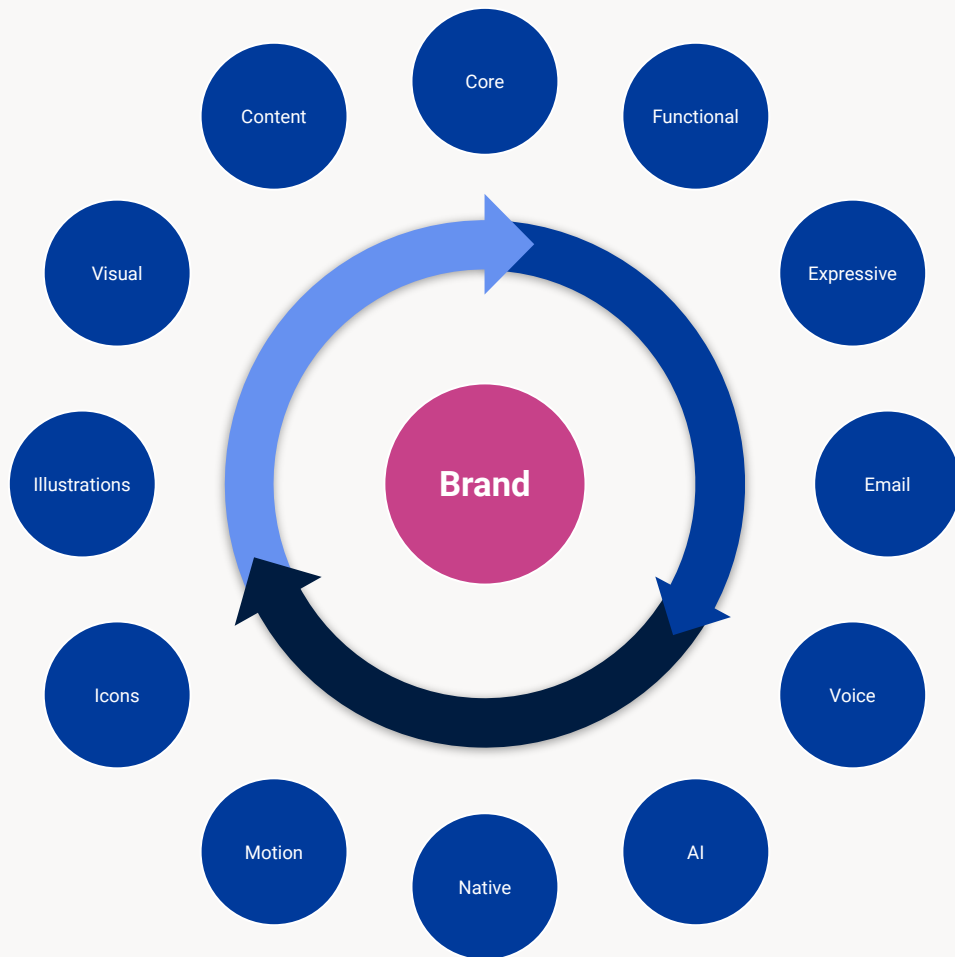 Core
Content
Functional
Visual
Expressive
Brand
Illustrations
Email
Icons
Voice
Motion
AI
Native